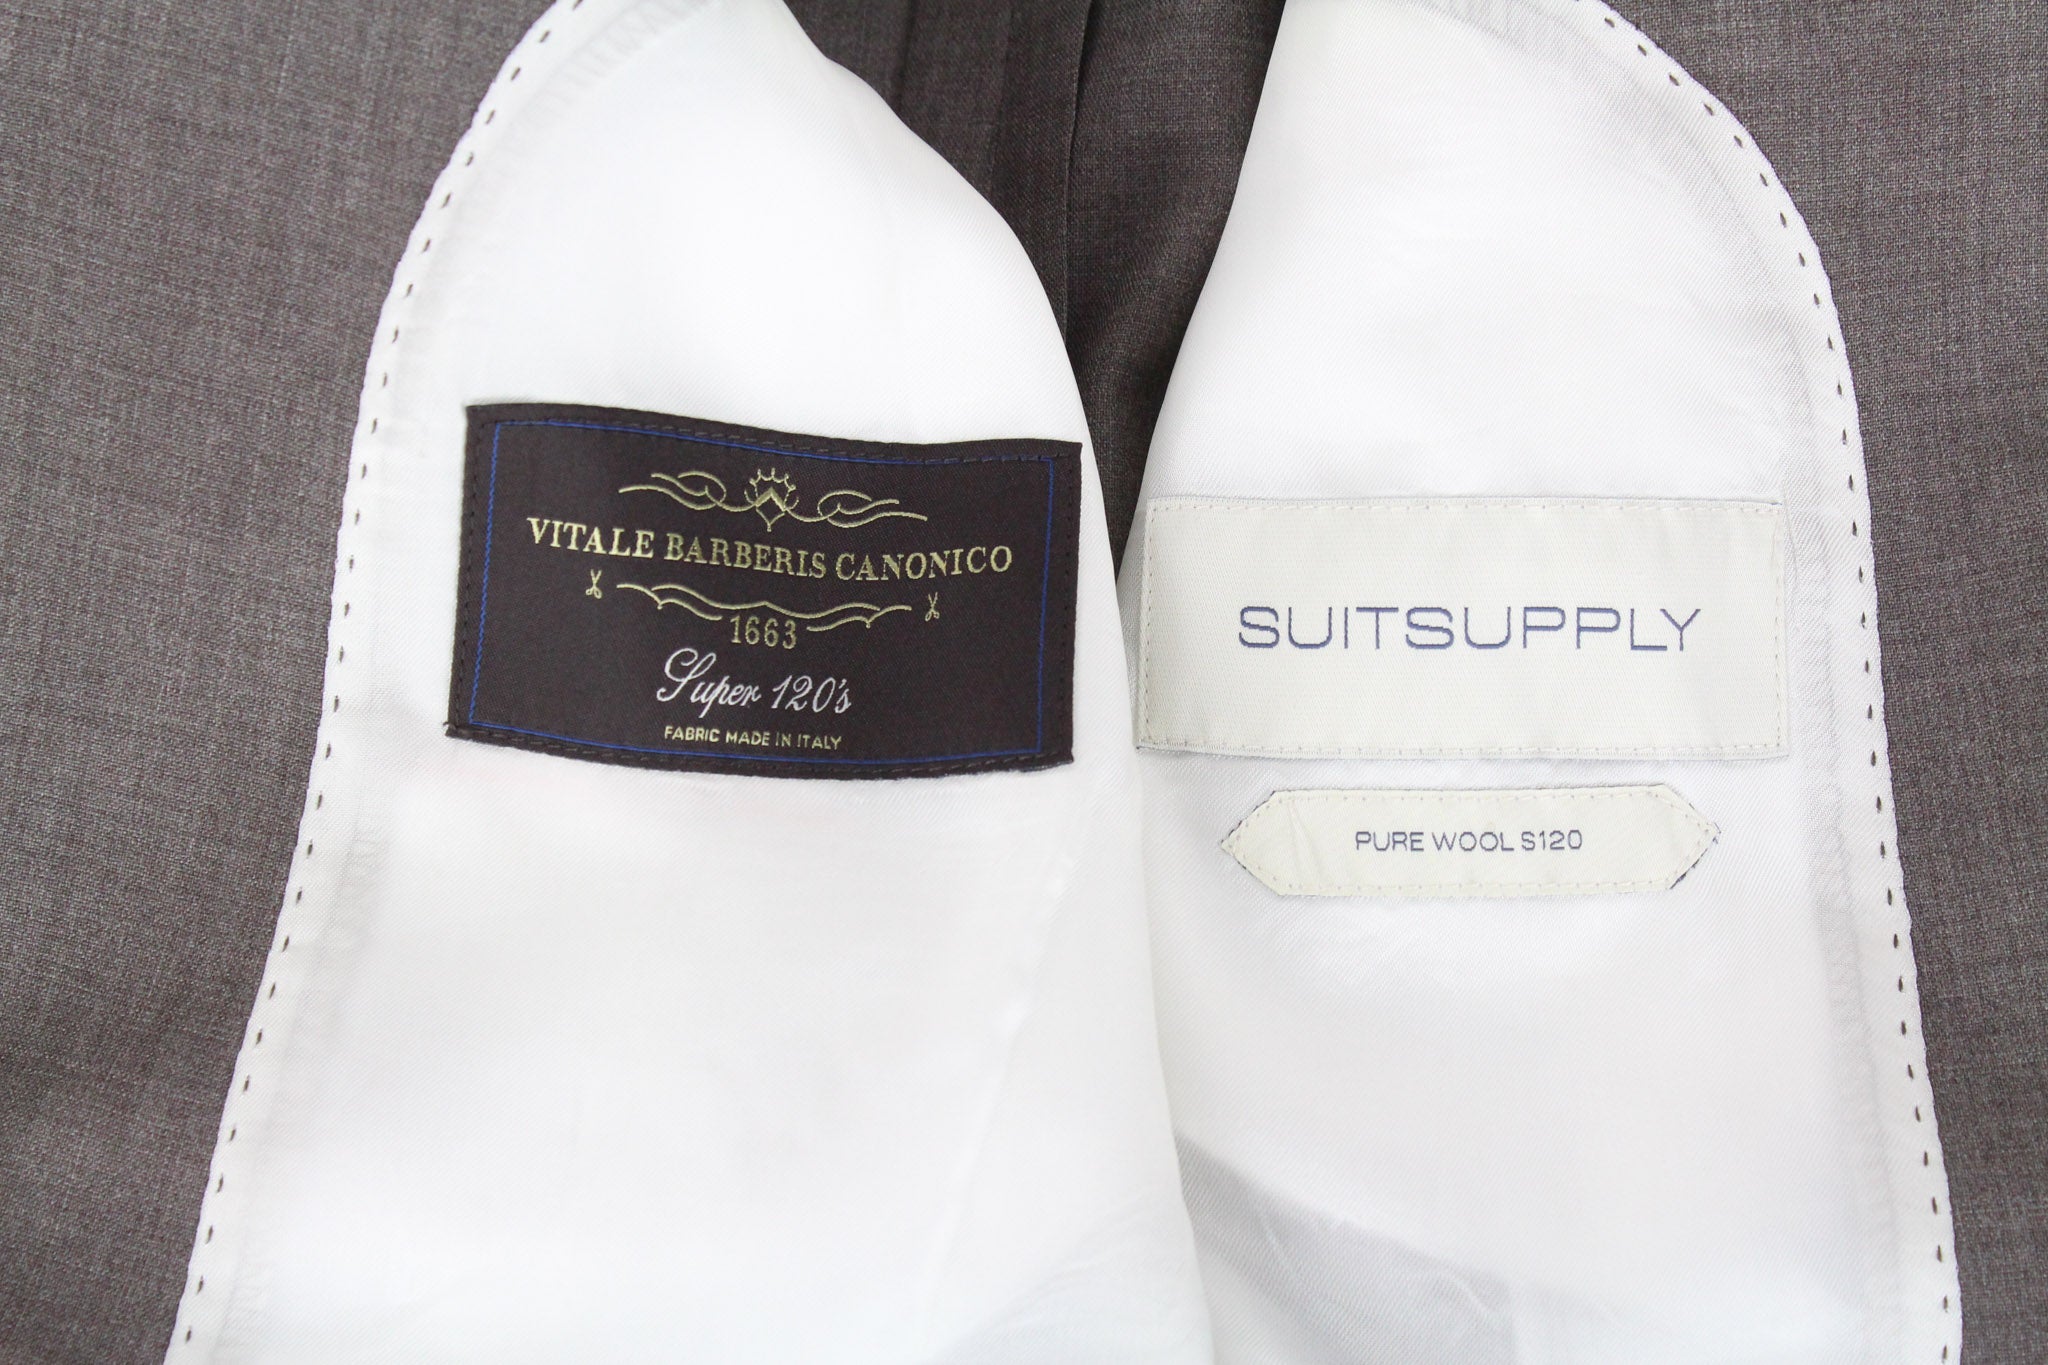 VITALE BARBERIS CANONICO
1663
Super 120's
FABRIC MADE IN ITALY
SUITSUPPLY
PURE WOOL S120